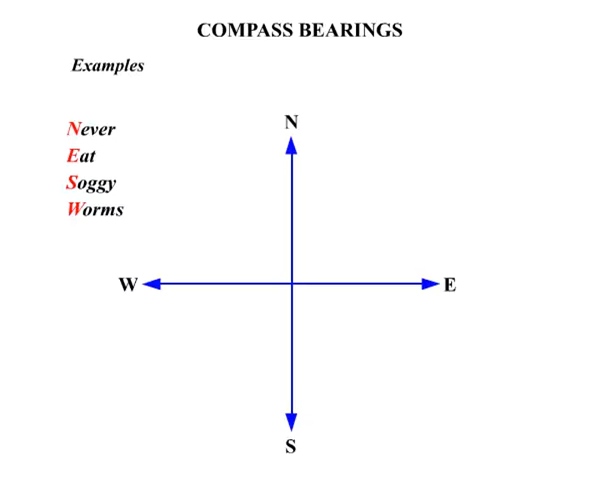 COMPASS BEARINGS
Examples
Never
Eat
Soggy
Worms
N
W
E
S